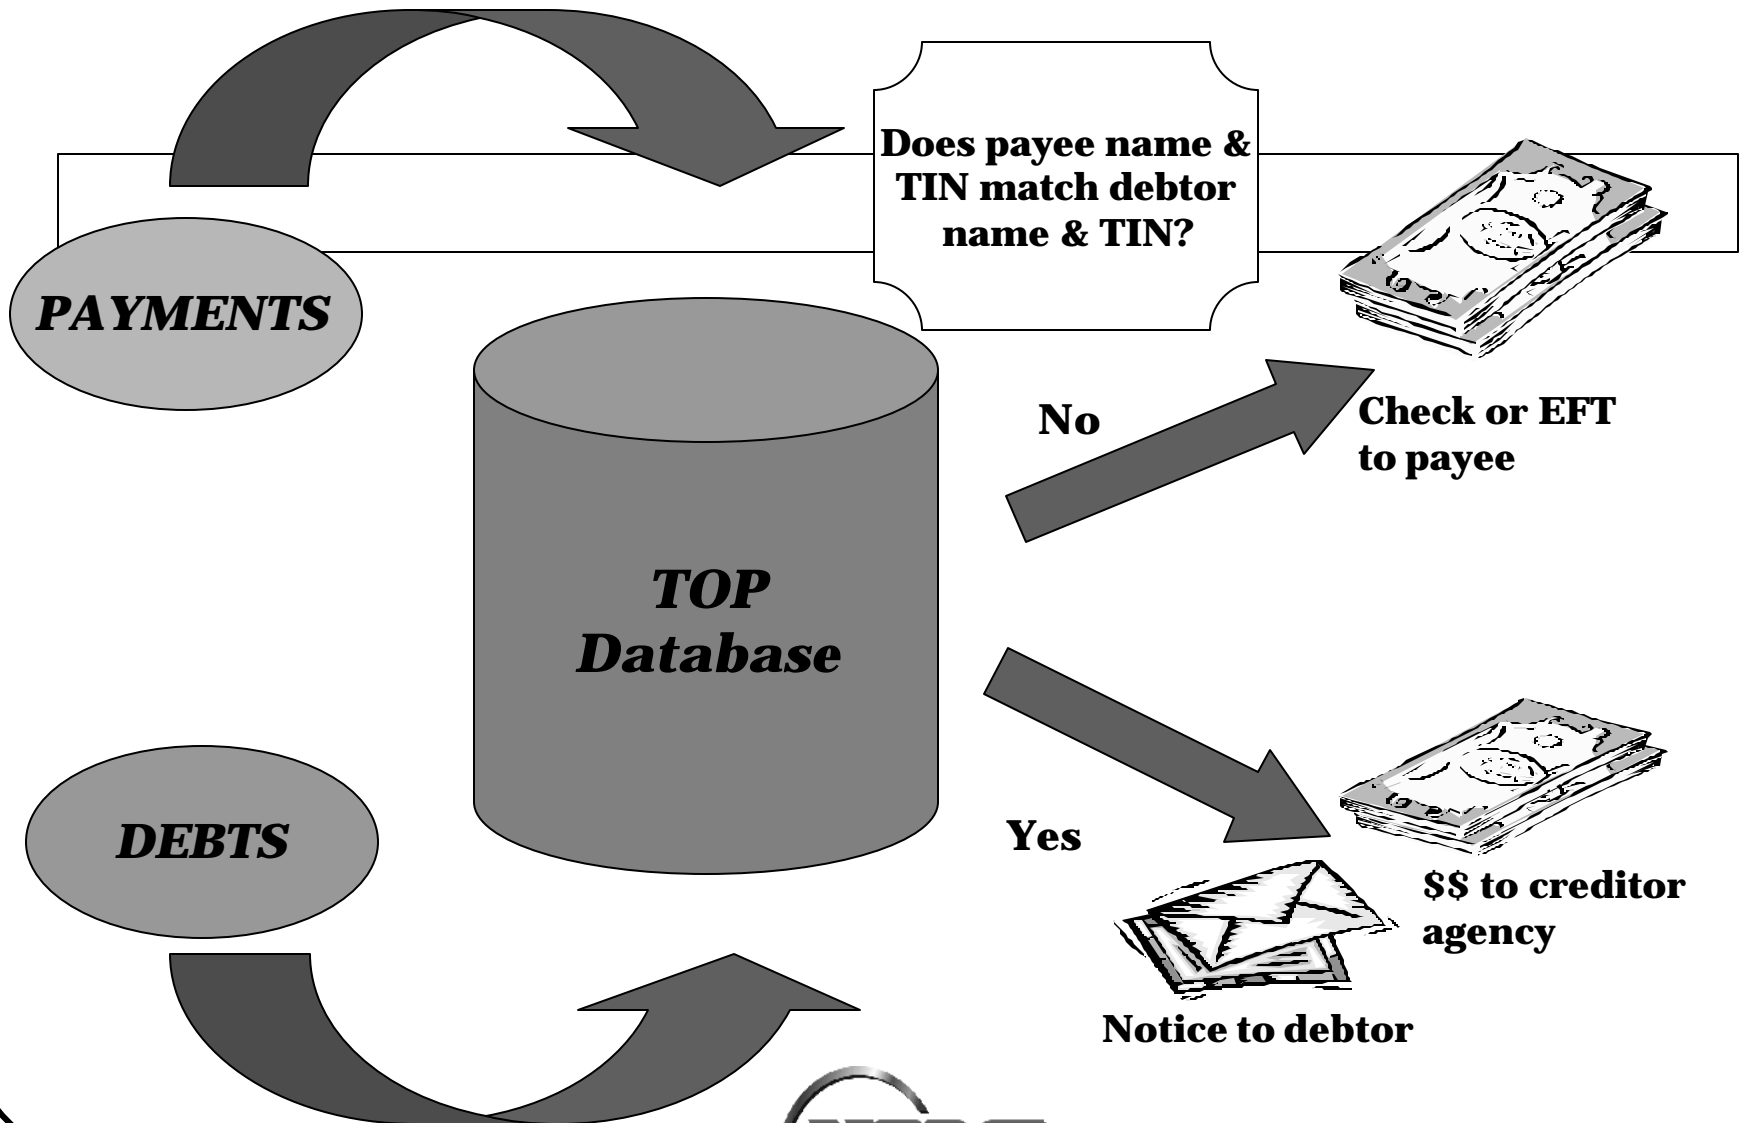 Does payee name &
TIN match debtor
name & TIN?
PAYMENTS
No
Check or EFT
to payee
TOP
Database
DEBTS
Yes
$$ to creditor
agency
Notice to debtor